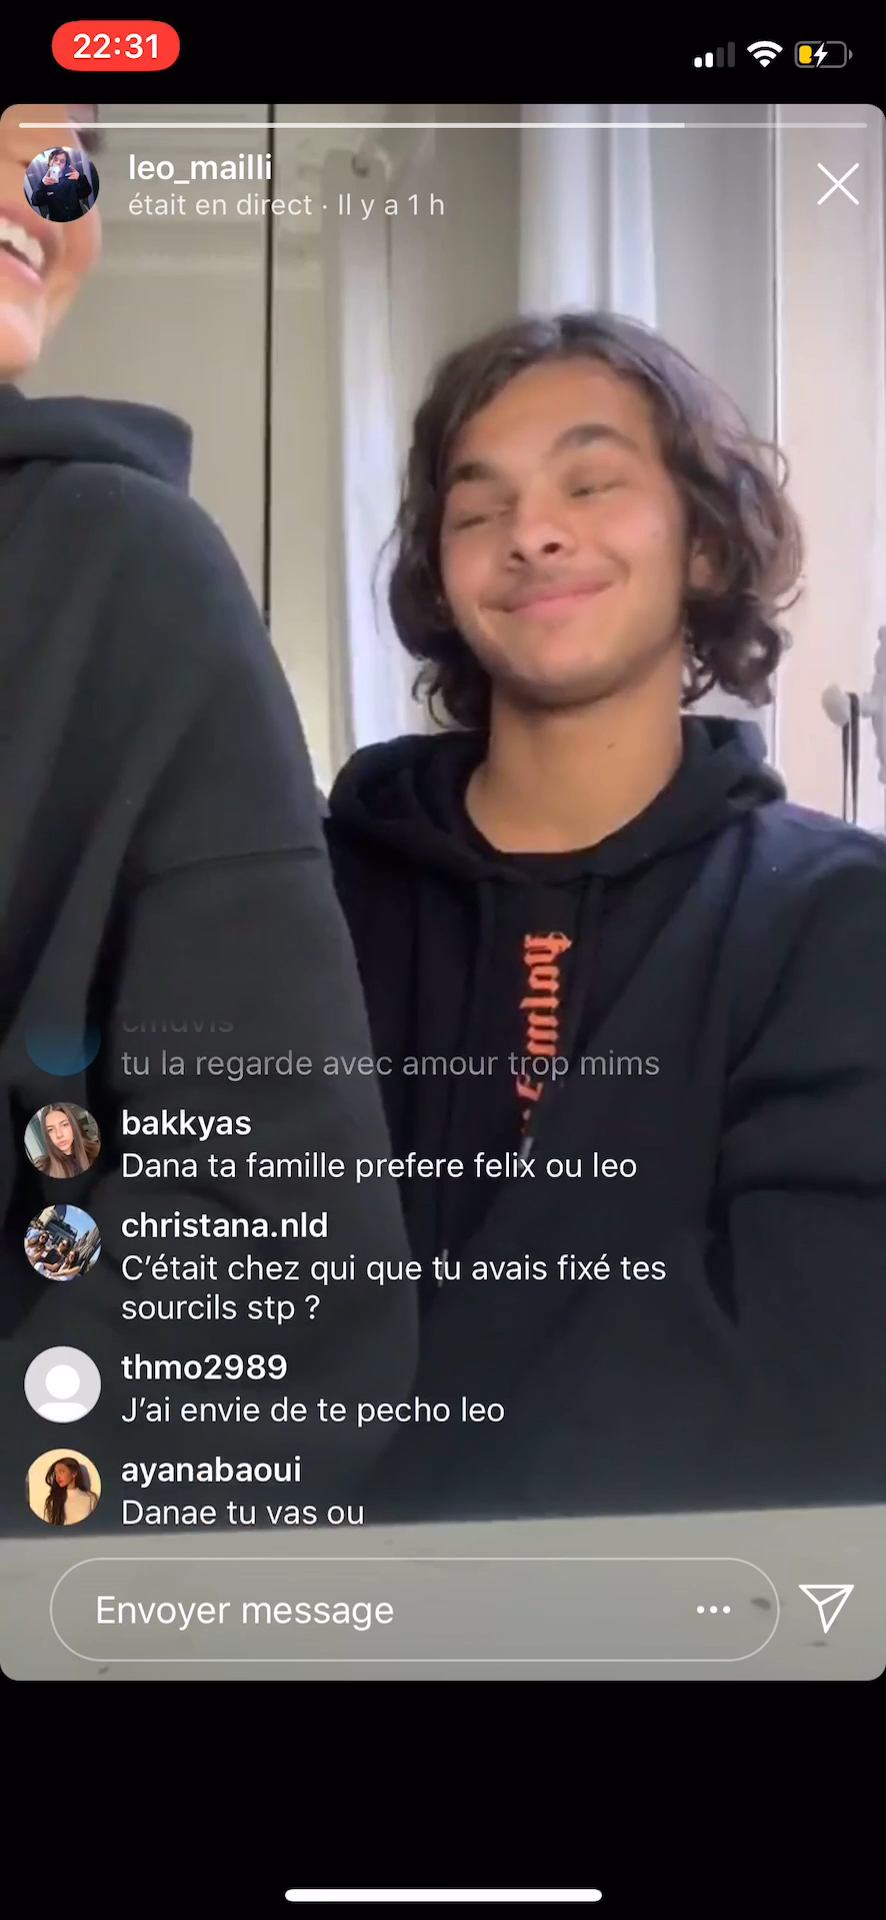 22:31
leo_mailli
était en direct · Il y a 1 h
tu la regarde avec amour trop mims
bakkyas
Dana ta famille prefere felix ou leo
christana.nld
C’était chez qui que tu avais fixé tes
sourcils stp ?
thmo2989
J’ai envie de te pecho leo
ayanabaoui
Danae tu vas ou
Envoyer message